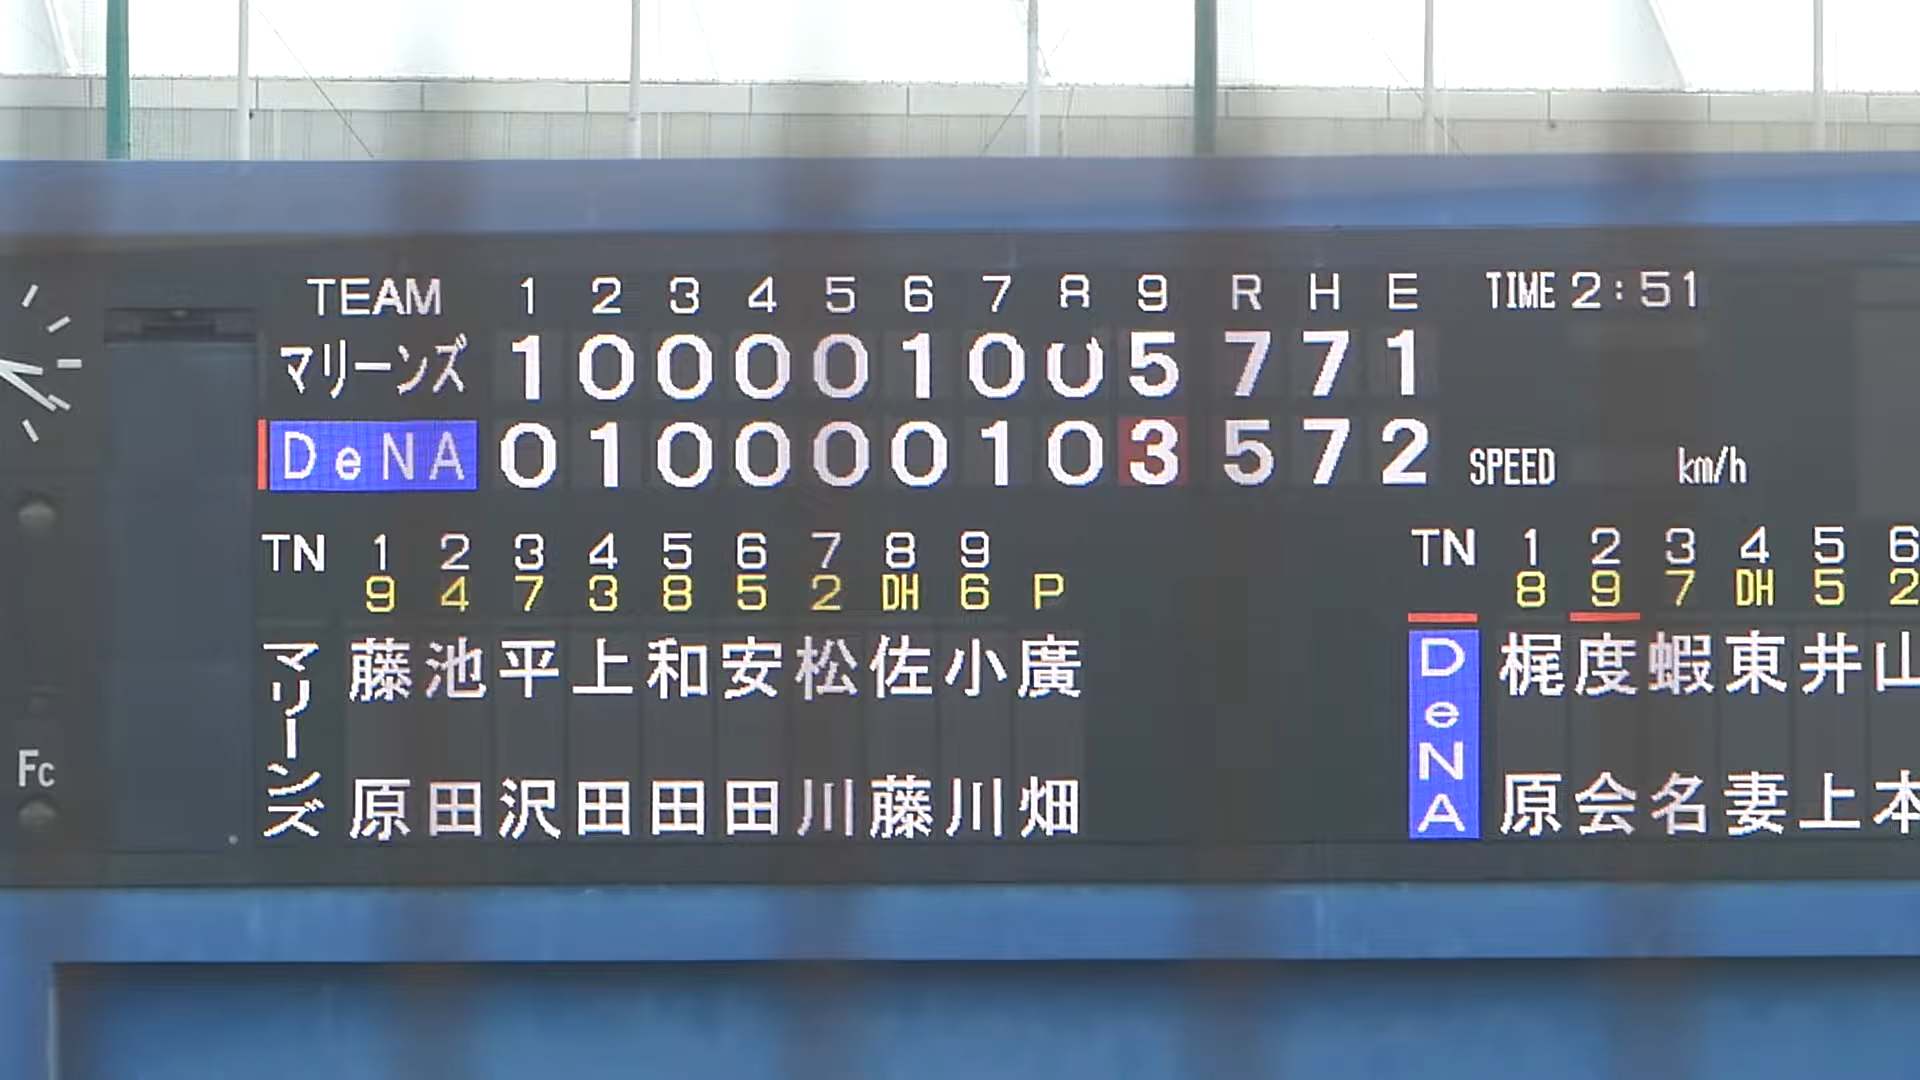 TEAM 1 2 3 4 5 6 7 8 9 R H E TIME 2:51
マリーンズ 1 0 0 0 0 1 0 0 5 7 7 1
DeNA 0 1 0 0 0 0 1 0 3 5 7 2 SPEED km/h
TN 1 2 3 4 5 6 7 8 9
9 4 7 3 8 5 2 DH 6 P
マリーンズ
藤原
池田
平沢
上田
和田
安田
松川
佐藤
小川
廣畑
TN 1 2 3 4 5 6
8 9 7 DH 5 2
DeNA
梶原
度会
蝦名
東妻
井上
山本
Fc